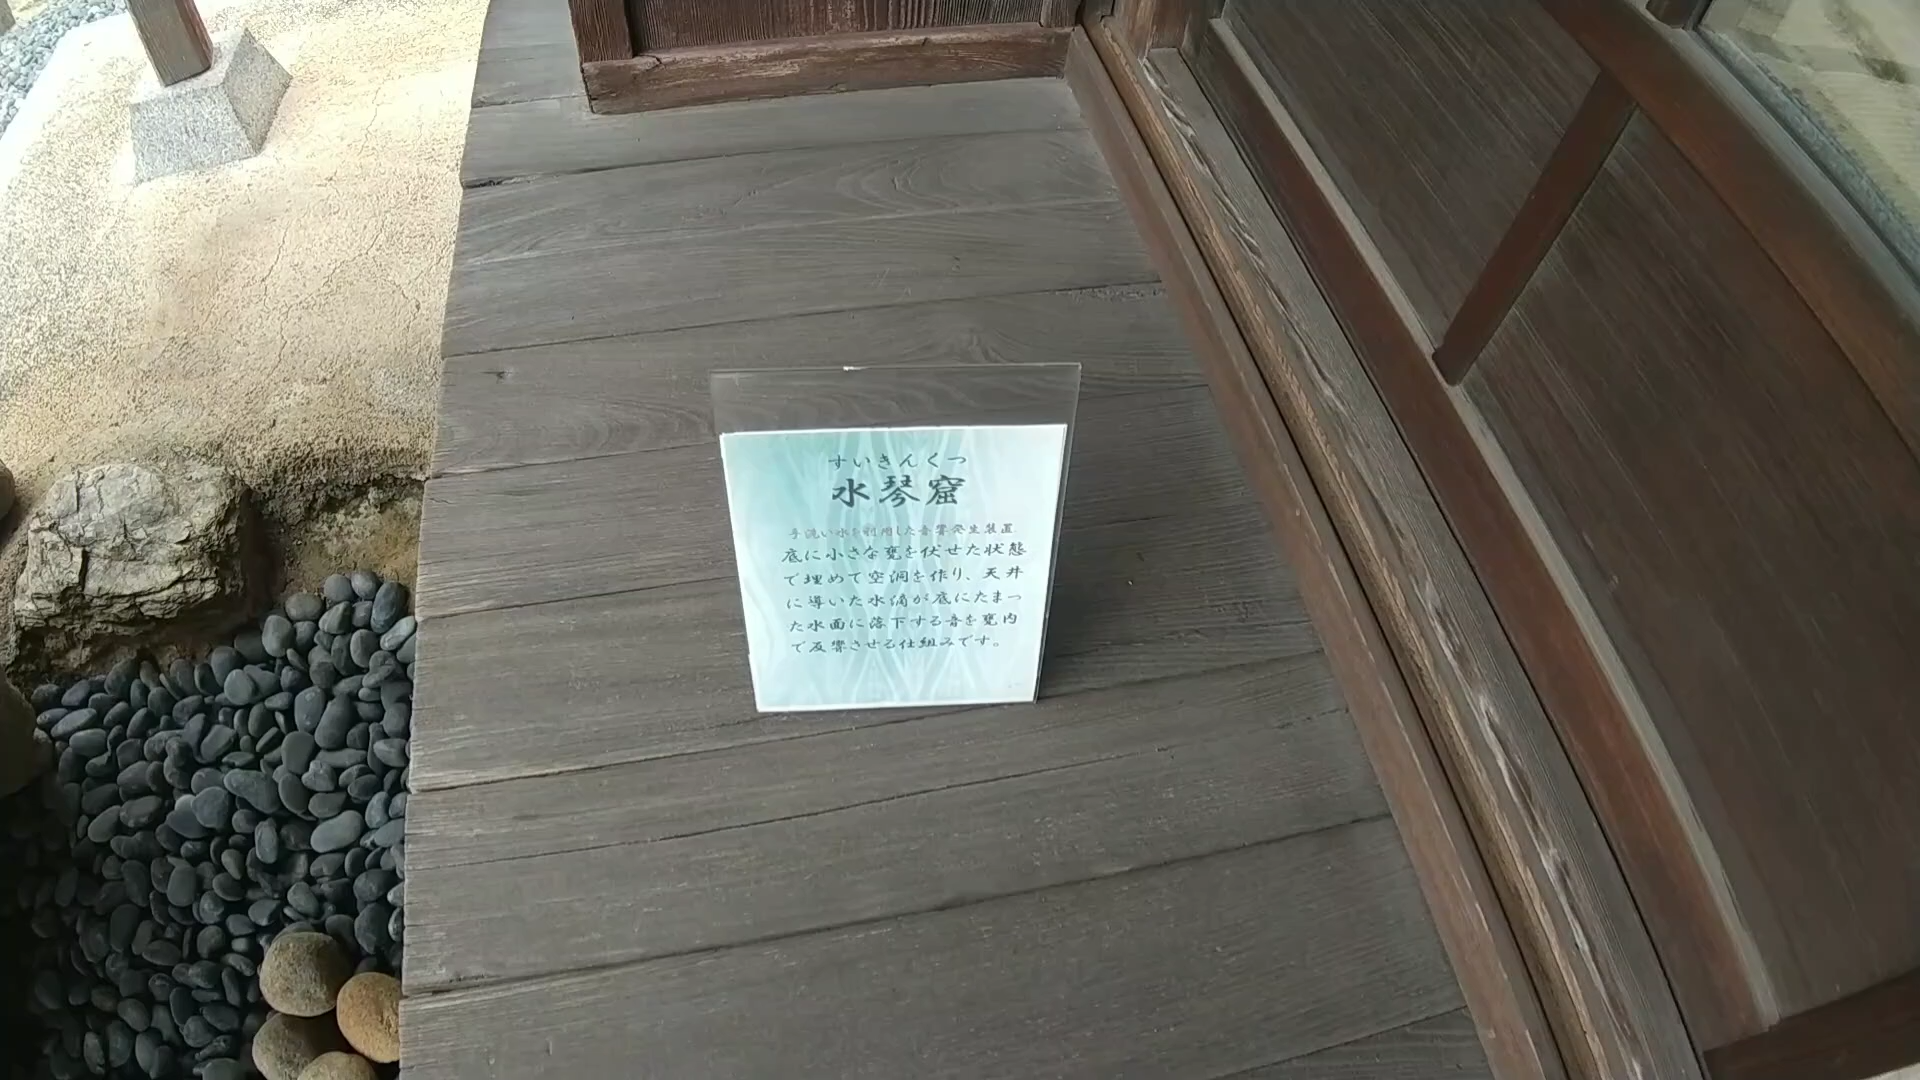 すいきんくつ
水琴窟
手洗い水を利用した音響発生装置
底に小さな甕を伏せた状態
で埋めて空洞を作り、天井
に導いた水滴が底にたまっ
た水面に落下する音を甕内
で反響させる仕組みです。